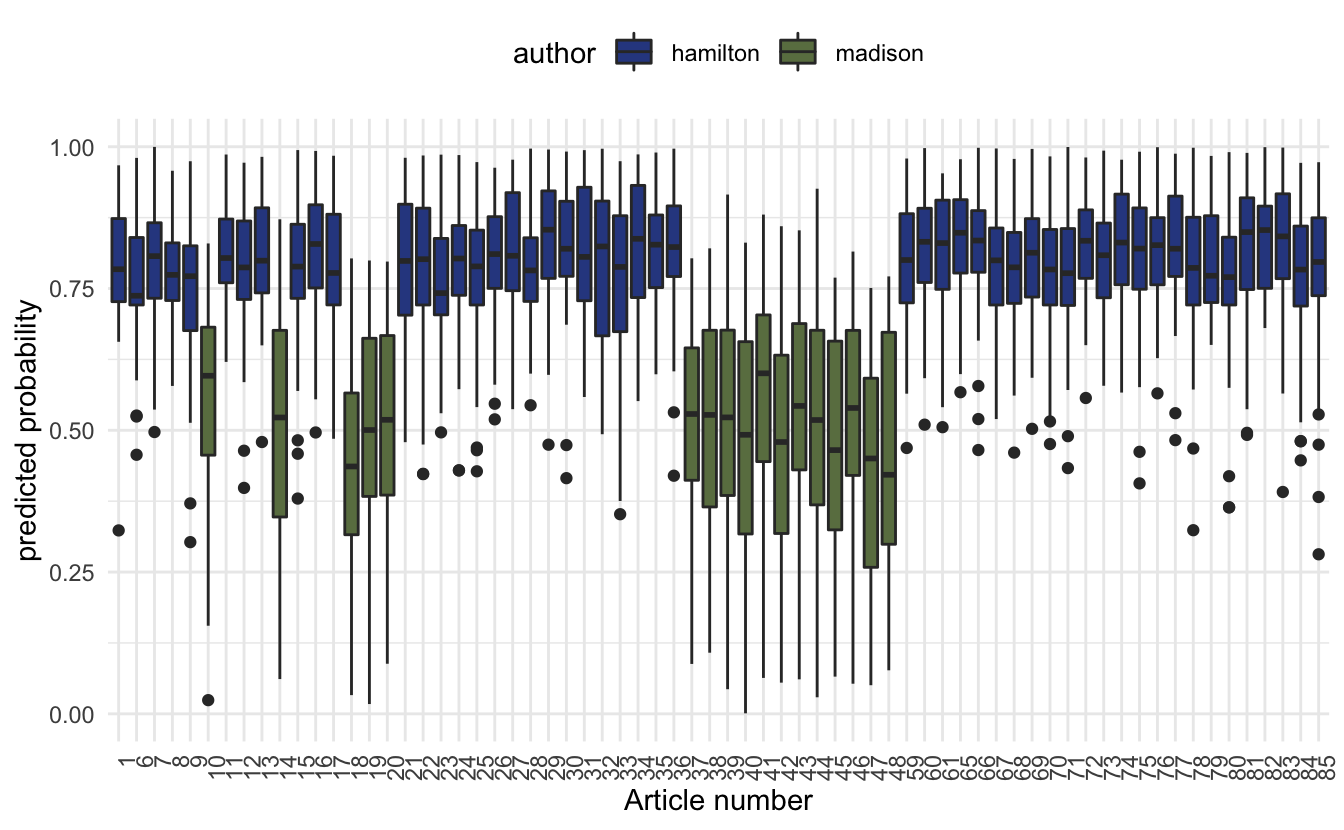 author hamilton madison
1.00
0.75
0.50
0.25
0.00
predicted probability
1 6 7 8 9 10 11 12 13 14 15 16 17 18 19 20 21 22 23 24 25 26 27 28 29 30 31 32 33 34 35 36 37 38 39 40 41 42 43 44 45 46 47 48 59 60 61 65 66 67 68 69 70 71 72 73 74 75 76 77 78 79 80 81 82 83 84 85
Article number